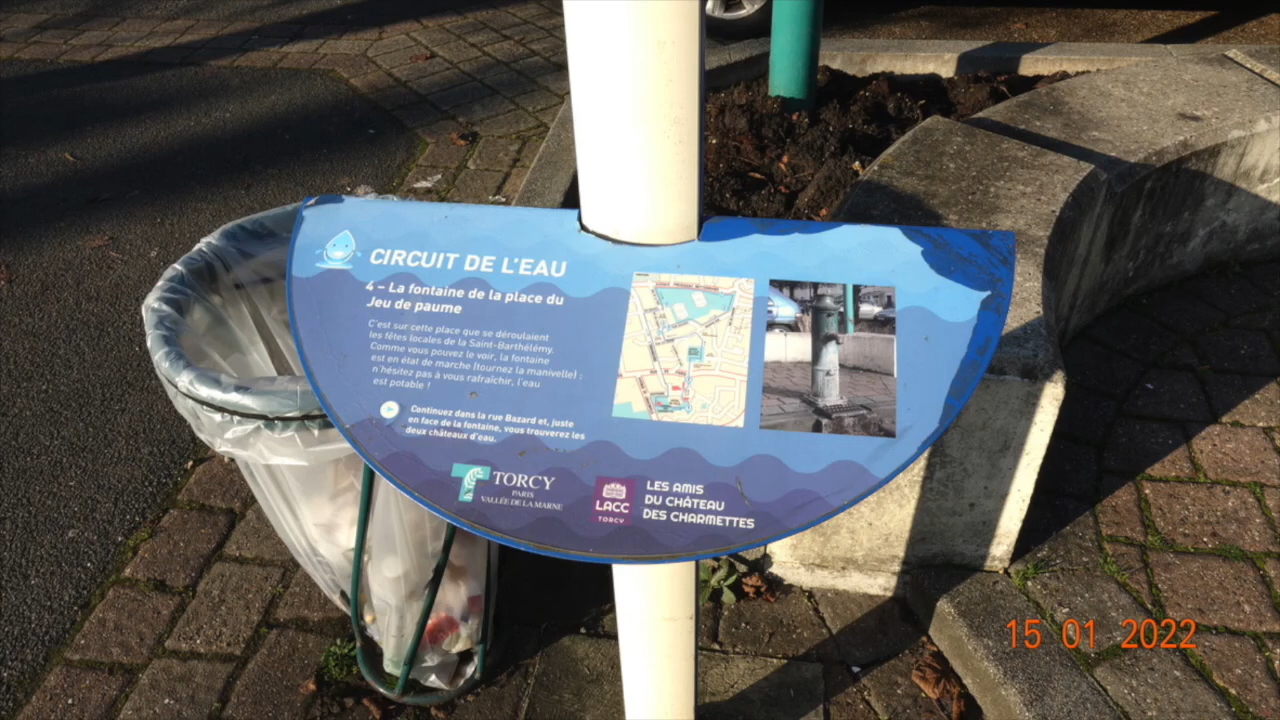 CIRCUIT DE L'EAU
4 – La fontaine de la place du
Jeu de paume
C'est sur cette place que se déroulaient
les fêtes locales de la Saint-Barthélémy.
Comme vous pouvez le voir, la fontaine
est en état de marche (tournez la manivelle) :
n'hésitez pas à vous rafraîchir, l'eau
est potable !
Continuez dans la rue Bazard et, juste
en face de la fontaine, vous trouverez les
deux châteaux d'eau.
TORCY
PARIS
VALLÉE DE LA MARNE
LACC
TORCY
LES AMIS
DU CHÂTEAU
DES CHARMETTES
15 01 2022